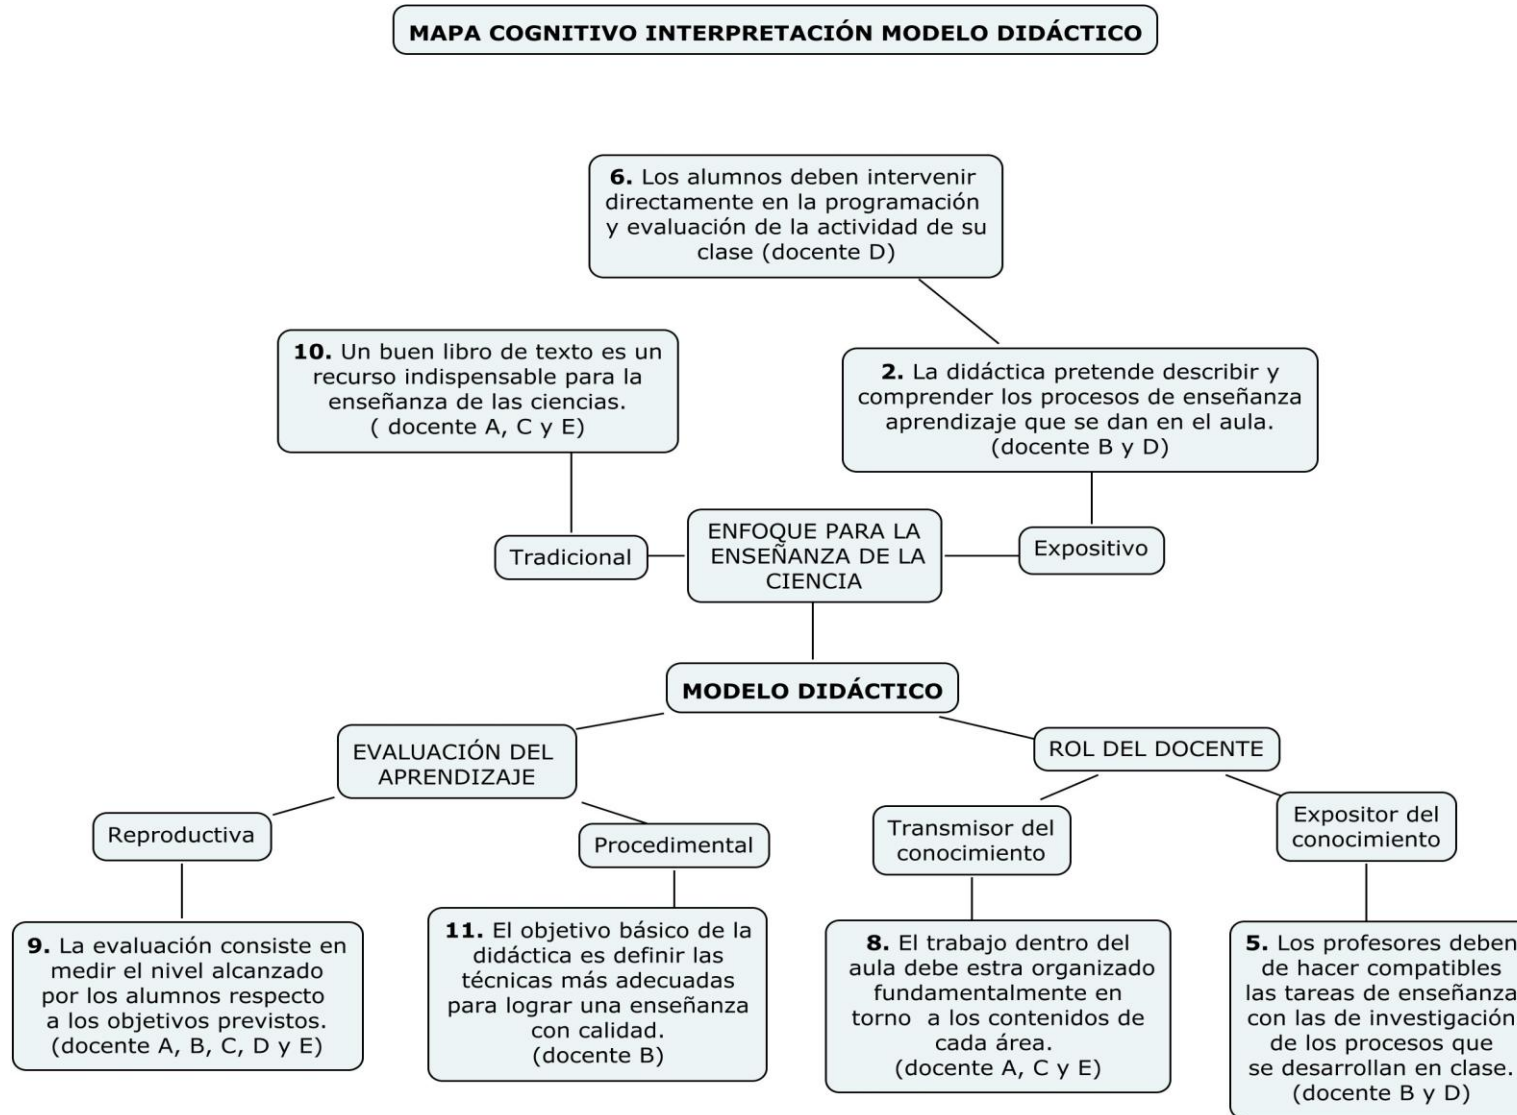 MAPA COGNITIVO INTERPRETACIÓN MODELO DIDÁCTICO
6. Los alumnos deben intervenir
directamente en la programación
y evaluación de la actividad de su
clase (docente D)
10. Un buen libro de texto es un
recurso indispensable para la
enseñanza de las ciencias.
( docente A, C y E)
2. La didáctica pretende describir y
comprender los procesos de enseñanza
aprendizaje que se dan en el aula.
(docente B y D)
Tradicional
ENFOQUE PARA LA
ENSEÑANZA DE LA
CIENCIA
Expositivo
MODELO DIDÁCTICO
EVALUACIÓN DEL
APRENDIZAJE
ROL DEL DOCENTE
Reproductiva
Procedimental
Transmisor del
conocimiento
Expositor del
conocimiento
9. La evaluación consiste en
medir el nivel alcanzado
por los alumnos respecto
a los objetivos previstos.
(docente A, B, C, D y E)
11. El objetivo básico de la
didáctica es definir las
técnicas más adecuadas
para lograr una enseñanza
con calidad.
(docente B)
8. El trabajo dentro del
aula debe estra organizado
fundamentalmente en
torno a los contenidos de
cada área.
(docente A, C y E)
5. Los profesores deben
de hacer compatibles
las tareas de enseñanza
con las de investigación
de los procesos que
se desarrollan en clase.
(docente B y D)